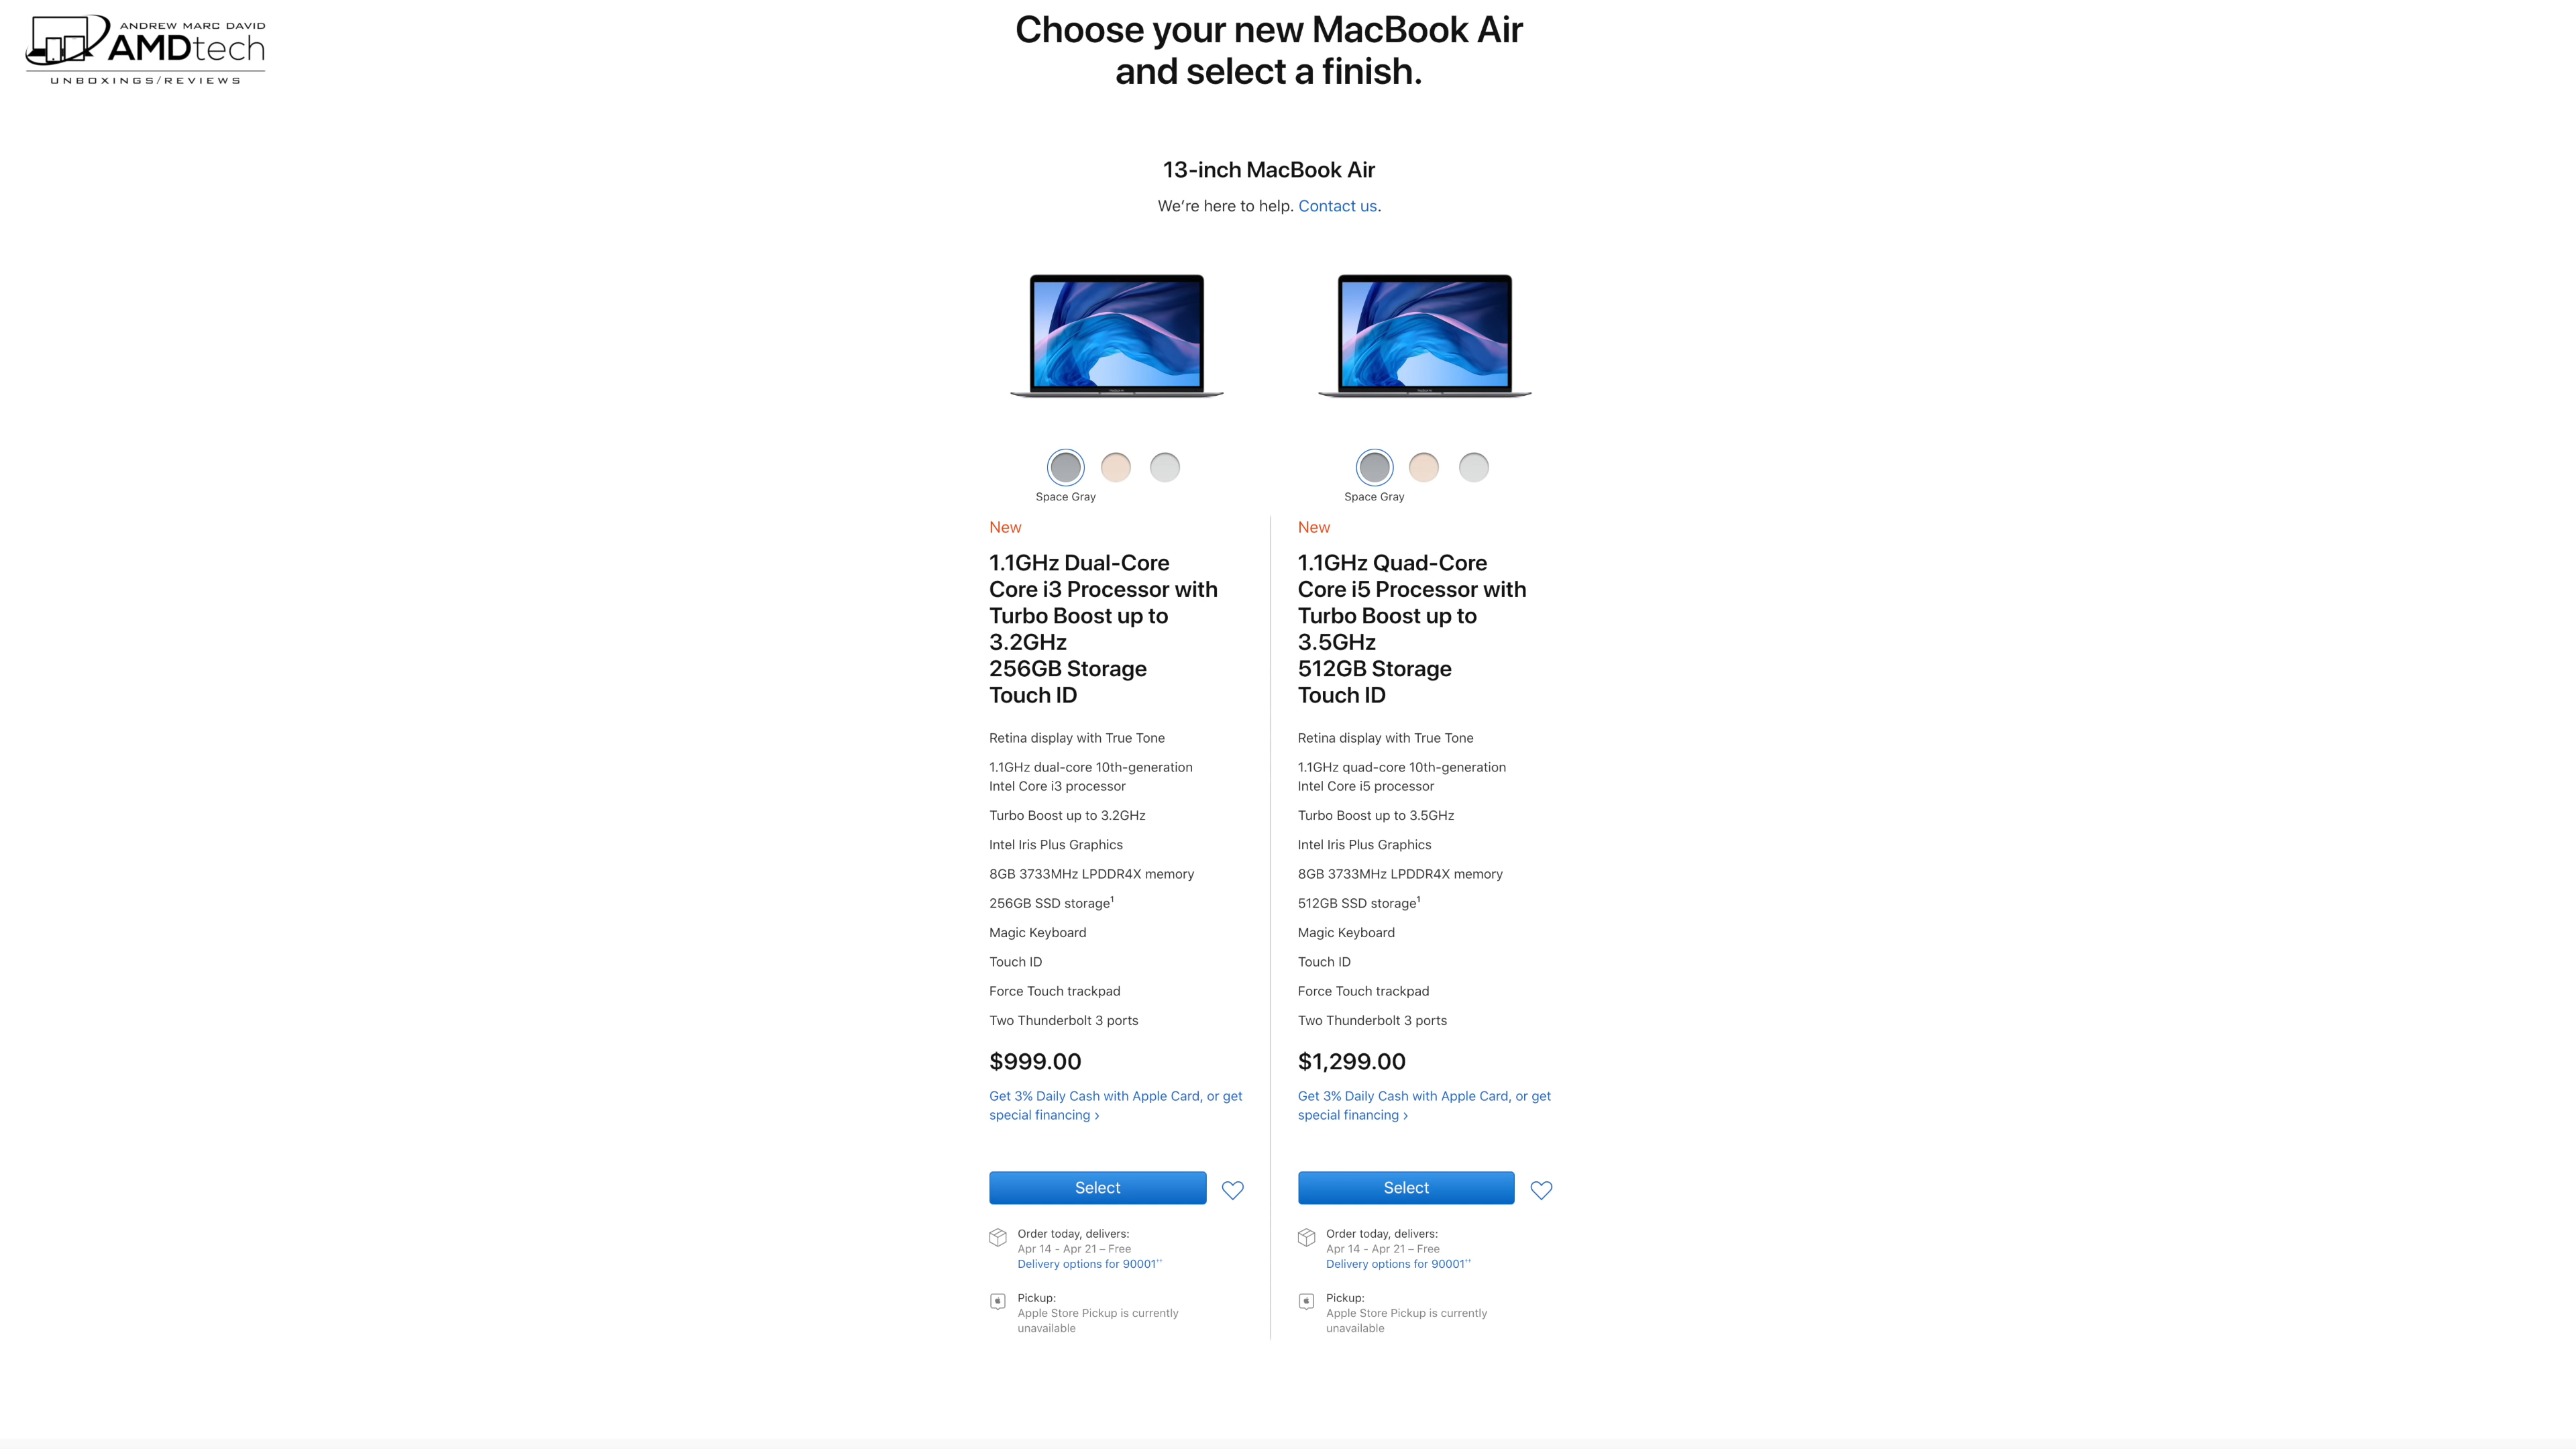 ANDREW MARC DAVID
AMDtech
UNBOXINGS/REVIEWS
Choose your new MacBook Air
and select a finish.
13-inch MacBook Air
We're here to help. Contact us.
Space Gray
New
1.1GHz Dual-Core
Core i3 Processor with
Turbo Boost up to
3.2GHz
256GB Storage
Touch ID
Retina display with True Tone
1.1GHz dual-core 10th-generation
Intel Core i3 processor
Turbo Boost up to 3.2GHz
Intel Iris Plus Graphics
8GB 3733MHz LPDDR4X memory
256GB SSD storage¹
Magic Keyboard
Touch ID
Force Touch trackpad
Two Thunderbolt 3 ports
$999.00
Get 3% Daily Cash with Apple Card, or get
special financing ›
Select
Order today, delivers:
Apr 14 - Apr 21 – Free
Delivery options for 90001
Pickup:
Apple Store Pickup is currently
unavailable
Space Gray
New
1.1GHz Quad-Core
Core i5 Processor with
Turbo Boost up to
3.5GHz
512GB Storage
Touch ID
Retina display with True Tone
1.1GHz quad-core 10th-generation
Intel Core i5 processor
Turbo Boost up to 3.5GHz
Intel Iris Plus Graphics
8GB 3733MHz LPDDR4X memory
512GB SSD storage¹
Magic Keyboard
Touch ID
Force Touch trackpad
Two Thunderbolt 3 ports
$1,299.00
Get 3% Daily Cash with Apple Card, or get
special financing ›
Select
Order today, delivers:
Apr 14 - Apr 21 – Free
Delivery options for 90001
Pickup:
Apple Store Pickup is currently
unavailable